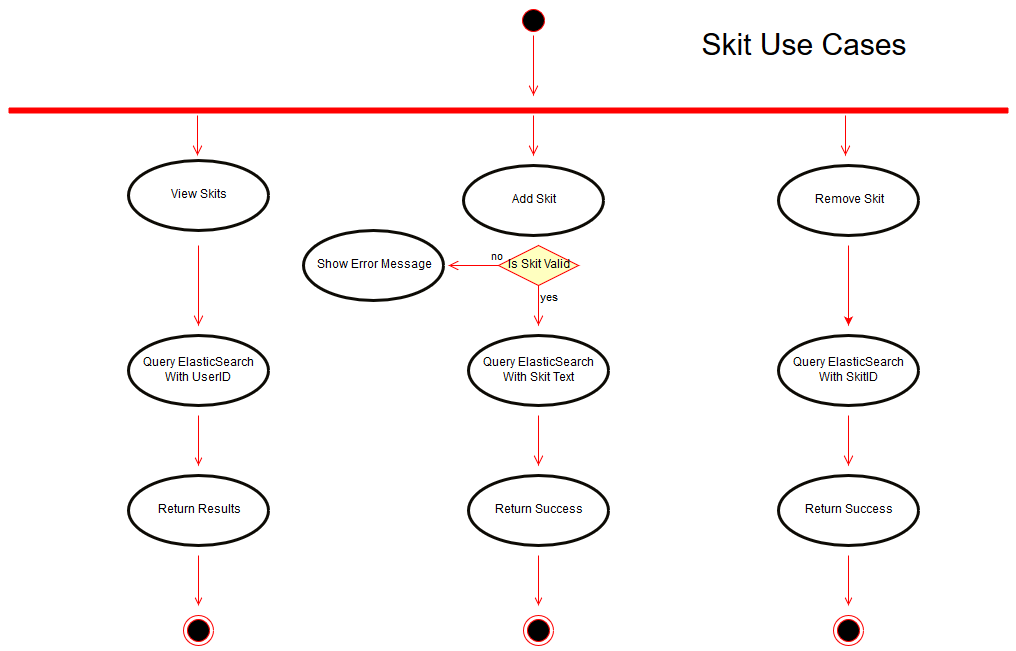 Skit Use Cases
View Skits
Add Skit
Remove Skit
Show Error Message
no
Is Skit Valid
yes
Query ElasticSearch
With UserID
Query ElasticSearch
With Skit Text
Query ElasticSearch
With SkitID
Return Results
Return Success
Return Success